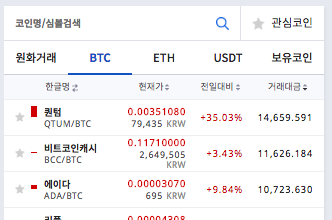 코인명/심볼검색 관심코인
원화거래 BTC ETH USDT 보유코인
한글명 현재가 전일대비 거래대금
퀀텀 0.00351080 +35.03% 14,659.591
QTUM/BTC 79,435 KRW
비트코인캐시 0.11710000 +3.43% 11,626.184
BCC/BTC 2,649,505
KRW
에이다 0.00003070 +9.84% 10,723.630
ADA/BTC 695 KRW